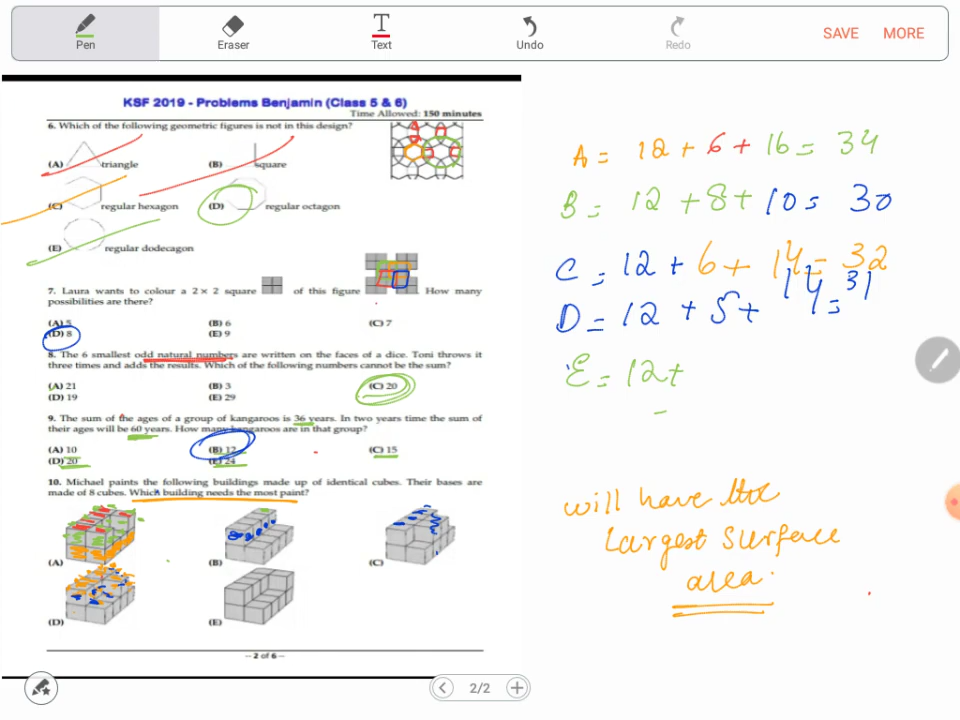 Pen
Eraser
Text
Undo
Redo
SAVE
MORE
KSF 2019 - Problems Benjamin (Class 5 & 6)
Time Allowed: 150 minutes
6. Which of the following geometric figures is not in this design?
(A) triangle
(B) square
(C) regular hexagon
(D) regular octagon
(E) regular dodecagon
7. Laura wants to colour a 2 × 2 square of this figure How many
possibilities are there?
(A) 5
(B) 6
(C) 7
(D) 8
(E) 9
8. The 6 smallest odd natural numbers are written on the faces of a dice. Toni throws it
three times and adds the results. Which of the following numbers cannot be the sum?
(A) 21
(B) 3
(C) 20
(D) 19
(E) 29
9. The sum of the ages of a group of kangaroos is 36 years. In two years time the sum of
their ages will be 60 years. How many kangaroos are in that group?
(A) 10
(B) 12
(C) 15
(D) 20
(E) 24
10. Michael paints the following buildings made up of identical cubes. Their bases are
made of 8 cubes. Which building needs the most paint?
(A)
(B)
(C)
(D)
(E)
— 2 of 6 —
A = 12 + 6 + 16 = 34
B = 12 + 8 + 10 = 30
C = 12 + 6 + 14 = 32
D = 12 + 5 + 14 = 31
E = 12 +
will have the
largest surface
area.
2/2